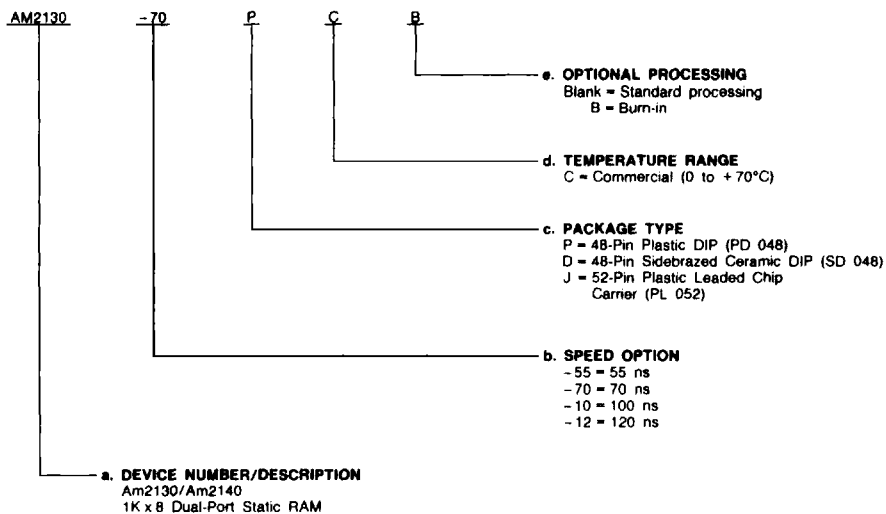 AM2130 -70 P C B
e. OPTIONAL PROCESSING
Blank = Standard processing
B = Burn-in
d. TEMPERATURE RANGE
C = Commercial (0 to +70°C)
c. PACKAGE TYPE
P = 48-Pin Plastic DIP (PD 048)
D = 48-Pin Sidebrazed Ceramic DIP (SD 048)
J = 52-Pin Plastic Leaded Chip
Carrier (PL 052)
b. SPEED OPTION
-55 = 55 ns
-70 = 70 ns
-10 = 100 ns
-12 = 120 ns
a. DEVICE NUMBER/DESCRIPTION
Am2130/Am2140
1K x 8 Dual-Port Static RAM